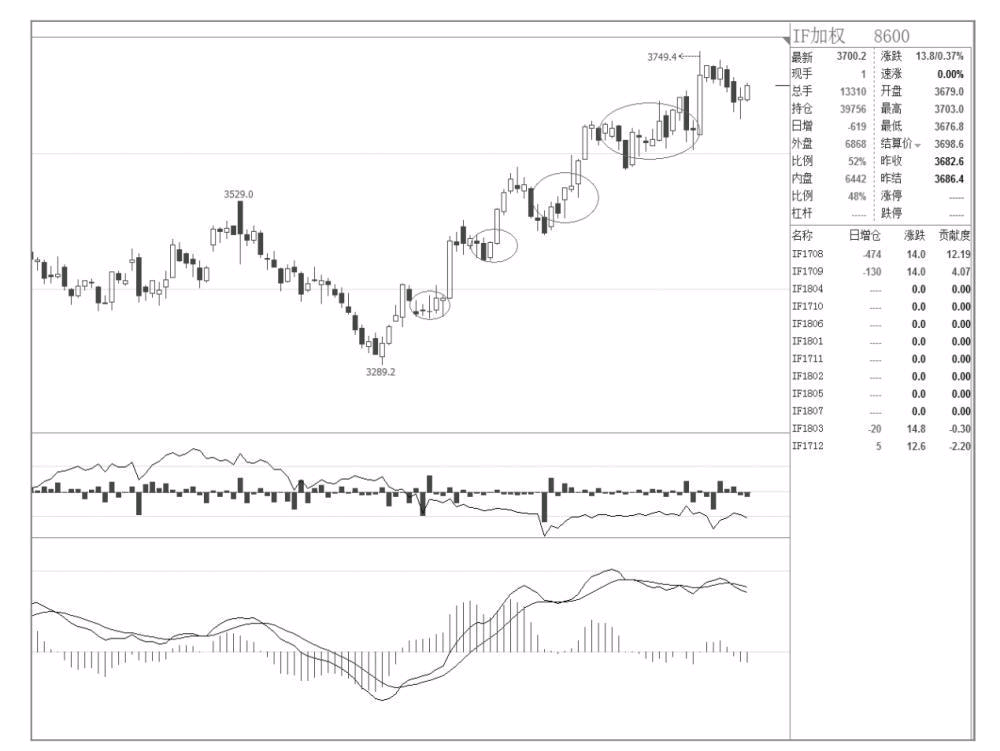 IF加权 8600
最新 3700.2 涨跌 13.8/0.37%
现手 1 速涨 0.00%
总手 13310 开盘 3679.0
持仓 39756 最高 3703.0
日增 -619 最低 3676.8
外盘 6868 结算价 3698.6
比例 52% 昨收 3682.6
内盘 6442 昨结 3686.4
比例 48% 涨停 ----
杠杆 ---- 跌停 ----
名称 日增仓 涨跌 贡献度
IF1708 -474 14.0 12.19
IF1709 -130 14.0 4.07
IF1804 ---- 0.0 0.00
IF1710 ---- 0.0 0.00
IF1806 ---- 0.0 0.00
IF1801 ---- 0.0 0.00
IF1711 ---- 0.0 0.00
IF1802 ---- 0.0 0.00
IF1805 ---- 0.0 0.00
IF1807 ---- 0.0 0.00
IF1803 -20 14.8 -0.30
IF1712 5 12.6 -2.20
3749.4
3529.0
3289.2